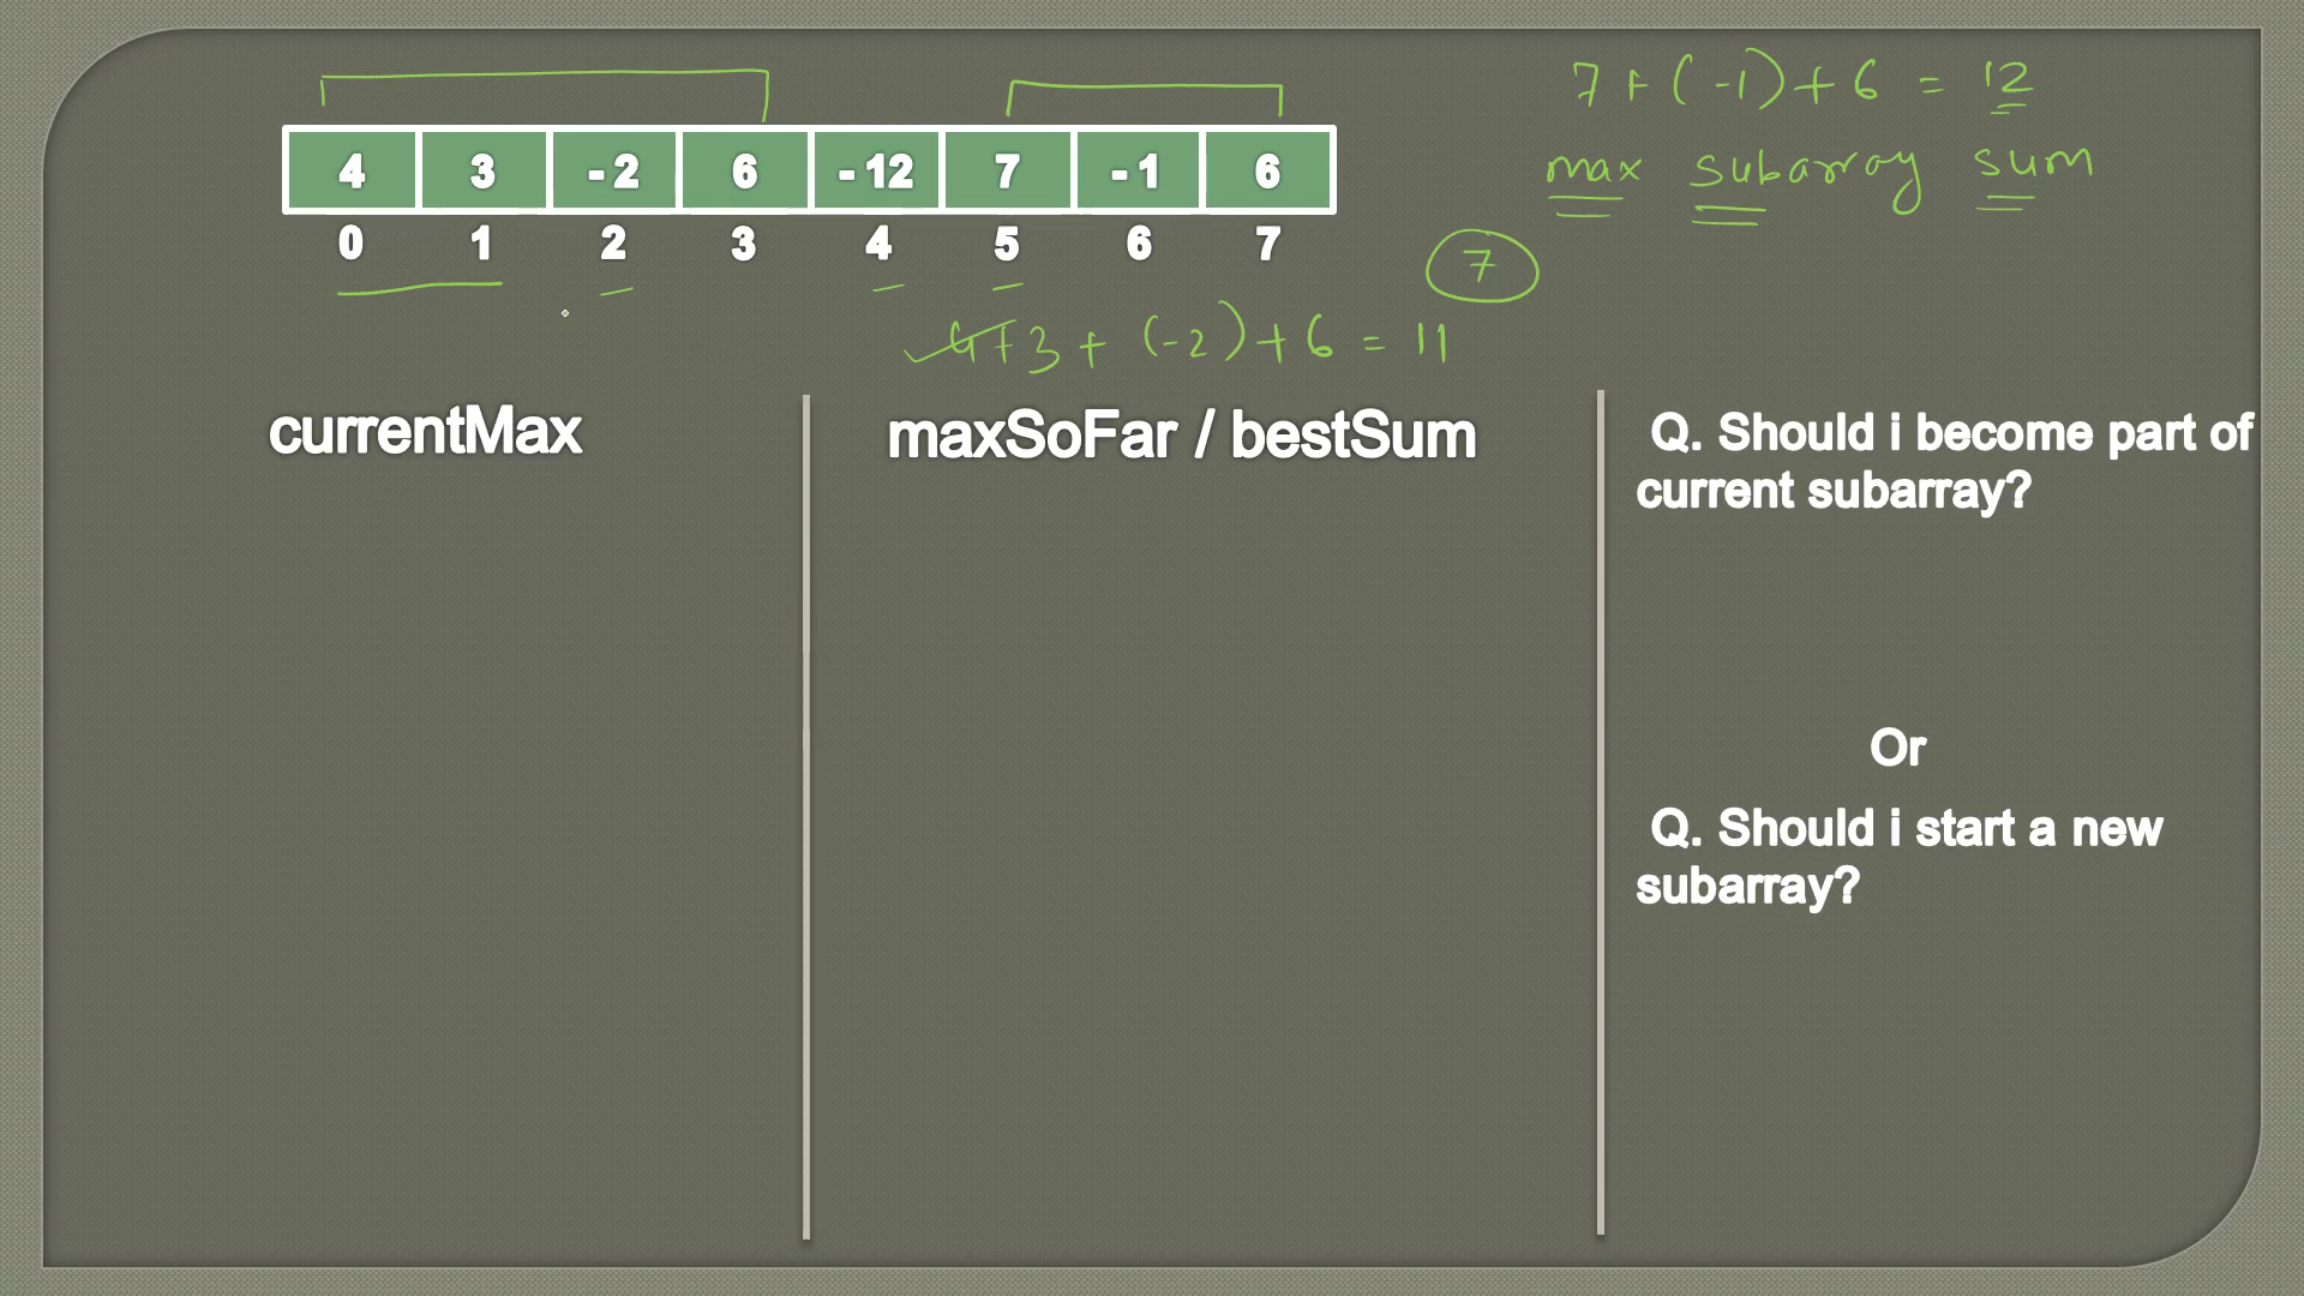 7 + (-1) + 6 = 12
max subarray sum
4 3 - 2 6 - 12 7 - 1 6
0 1 2 3 4 5 6 7
7
4+3 + (-2) + 6 = 11
currentMax
maxSoFar / bestSum
Q. Should i become part of
current subarray?
Or
Q. Should i start a new
subarray?